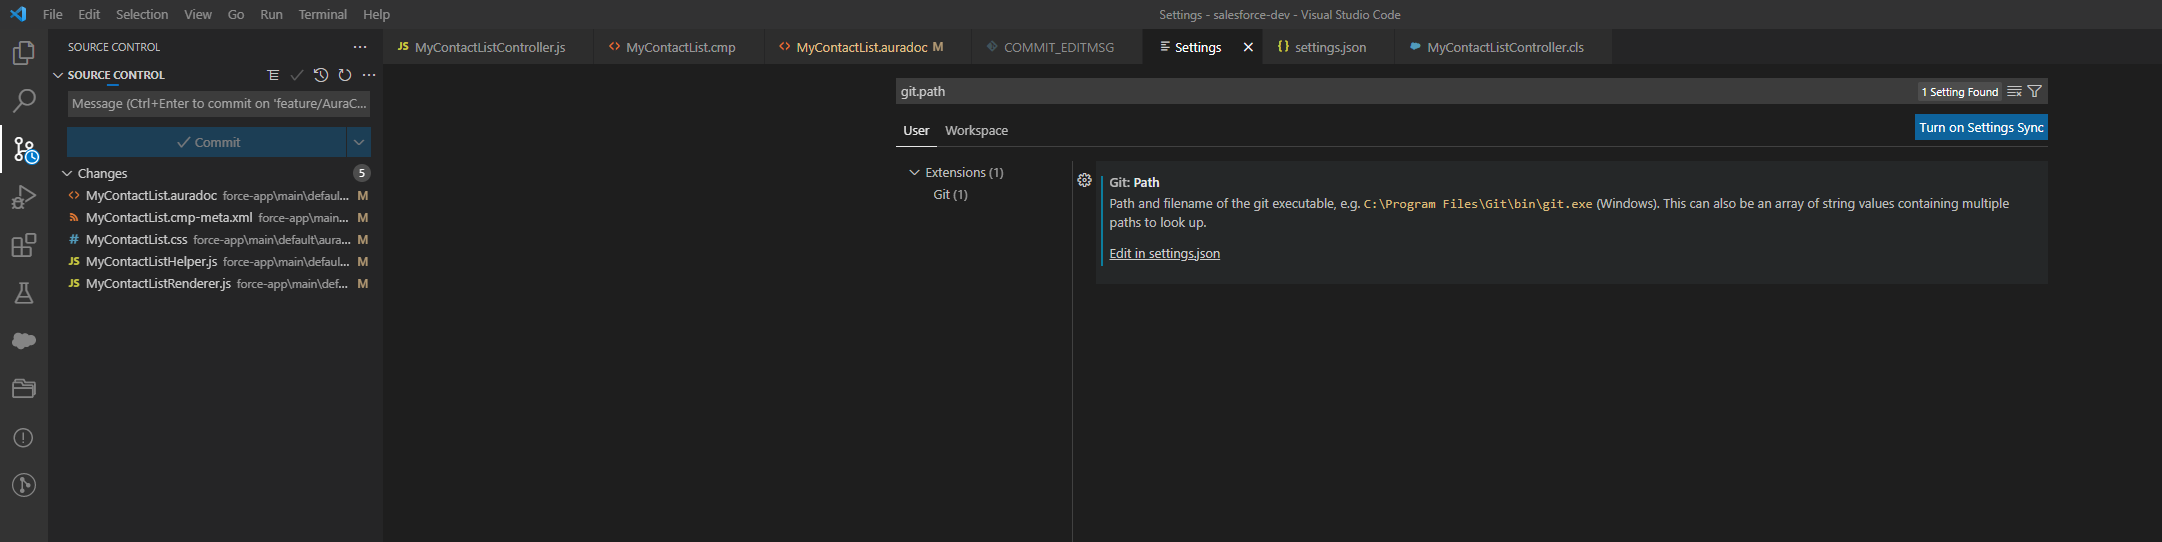 File Edit Selection View Go Run Terminal Help
Settings - salesforce-dev - Visual Studio Code
SOURCE CONTROL
SOURCE CONTROL
Message (Ctrl+Enter to commit on 'feature/AuraC...
Commit
Changes 5
MyContactList.auradoc force-app\main\defaul... M
MyContactList.cmp-meta.xml force-app\main... M
MyContactList.css force-app\main\default\aura... M
JS MyContactListHelper.js force-app\main\defaul... M
JS MyContactListRenderer.js force-app\main\def... M
JS MyContactListController.js MyContactList.cmp MyContactList.auradoc M COMMIT_EDITMSG Settings settings.json MyContactListController.cls
git.path 1 Setting Found
User Workspace Turn on Settings Sync
Extensions (1)
Git (1)
Git: Path
Path and filename of the git executable, e.g. C:\Program Files\Git\bin\git.exe (Windows). This can also be an array of string values containing multiple
paths to look up.
Edit in settings.json